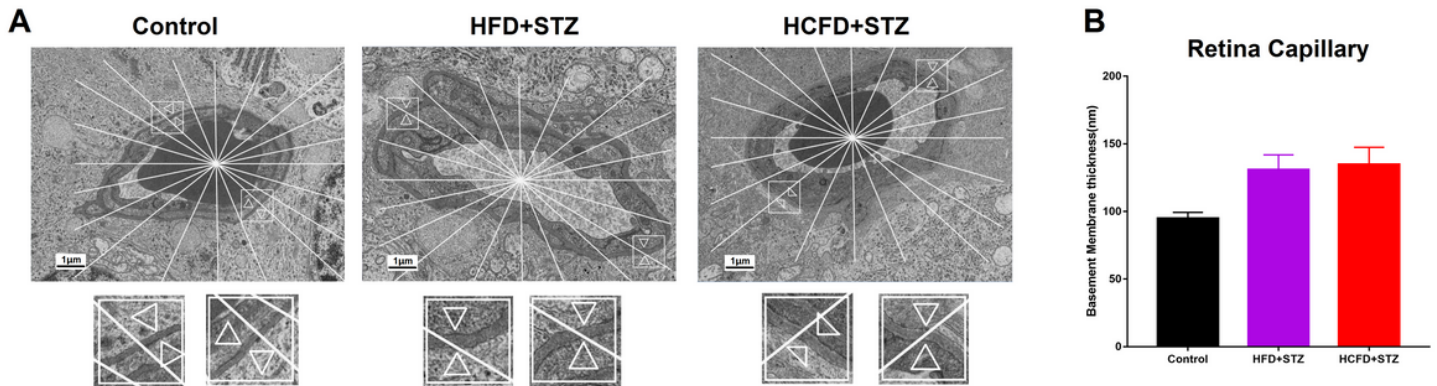 A
Control
HFD+STZ
HCFD+STZ
1μm
1μm
1μm
B
Retina Capillary
Basement Membrane thickness(nm)
200
150
100
50
0
Control
HFD+STZ
HCFD+STZ